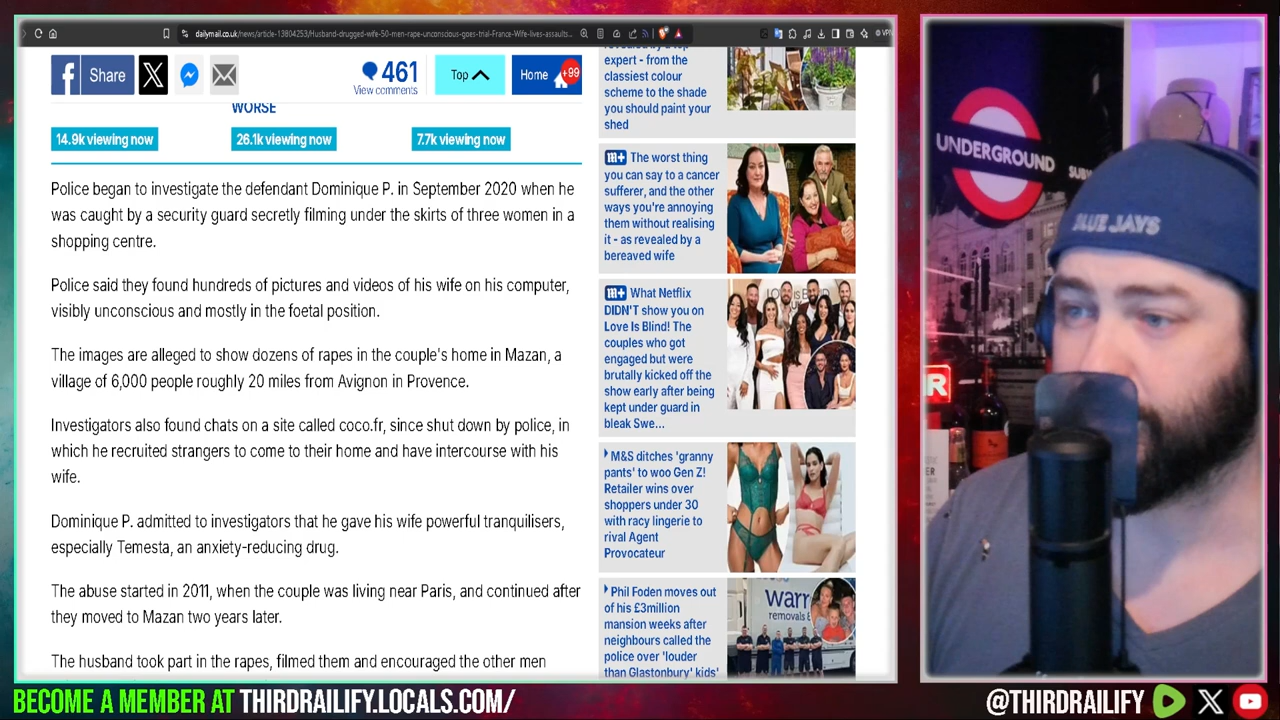 dailymail.co.uk/news/article-13804253/Husband-drugged-wife-50-men-rape-unconscious-goes-trial-France-Wife-lives-assaults...
VPN
Share
461
View comments
Top
Home
+99
WORSE
14.9k viewing now
26.1k viewing now
7.7k viewing now
Police began to investigate the defendant Dominique P. in September 2020 when he
was caught by a security guard secretly filming under the skirts of three women in a
shopping centre.
Police said they found hundreds of pictures and videos of his wife on his computer,
visibly unconscious and mostly in the foetal position.
The images are alleged to show dozens of rapes in the couple's home in Mazan, a
village of 6,000 people roughly 20 miles from Avignon in Provence.
Investigators also found chats on a site called coco.fr, since shut down by police, in
which he recruited strangers to come to their home and have intercourse with his
wife.
Dominique P. admitted to investigators that he gave his wife powerful tranquilisers,
especially Temesta, an anxiety-reducing drug.
The abuse started in 2011, when the couple was living near Paris, and continued after
they moved to Mazan two years later.
The husband took part in the rapes, filmed them and encouraged the other men
expert - from the
classiest colour
scheme to the shade
you should paint your
shed
M+ The worst thing
you can say to a cancer
sufferer, and the other
ways you're annoying
them without realising
it - as revealed by a
bereaved wife
M+ What Netflix
DIDN'T show you on
Love Is Blind! The
couples who got
engaged but were
brutally kicked off the
show early after being
kept under guard in
bleak Swe...
M&S ditches 'granny
pants' to woo Gen Z!
Retailer wins over
shoppers under 30
with racy lingerie to
rival Agent
Provocateur
Phil Foden moves out
of his £3million
mansion weeks after
neighbours called the
police over 'louder
than Glastonbury' kids'
warr
removals &
UNDERGROUND
SUBW
BLUE JAYS
R
BECOME A MEMBER AT THIRDRAILIFY.LOCALS.COM/
@THIRDRAILIFY